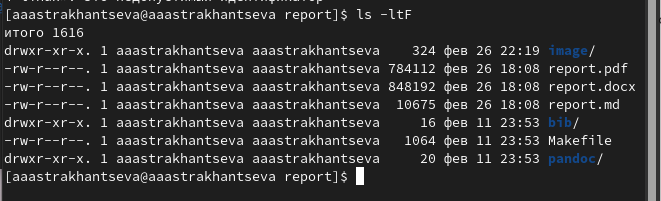 [aaastrakhantseva@aaastrakhantseva report]$ ls -ltF
итого 1616
drwxr-xr-x. 1 aaastrakhantseva aaastrakhantseva    324 фев 26 22:19 image/
-rw-r--r--. 1 aaastrakhantseva aaastrakhantseva 784112 фев 26 18:08 report.pdf
-rw-r--r--. 1 aaastrakhantseva aaastrakhantseva 848192 фев 26 18:08 report.docx
-rw-r--r--. 1 aaastrakhantseva aaastrakhantseva  10675 фев 26 18:08 report.md
drwxr-xr-x. 1 aaastrakhantseva aaastrakhantseva     16 фев 11 23:53 bib/
-rw-r--r--. 1 aaastrakhantseva aaastrakhantseva   1064 фев 11 23:53 Makefile
drwxr-xr-x. 1 aaastrakhantseva aaastrakhantseva     20 фев 11 23:53 pandoc/
[aaastrakhantseva@aaastrakhantseva report]$